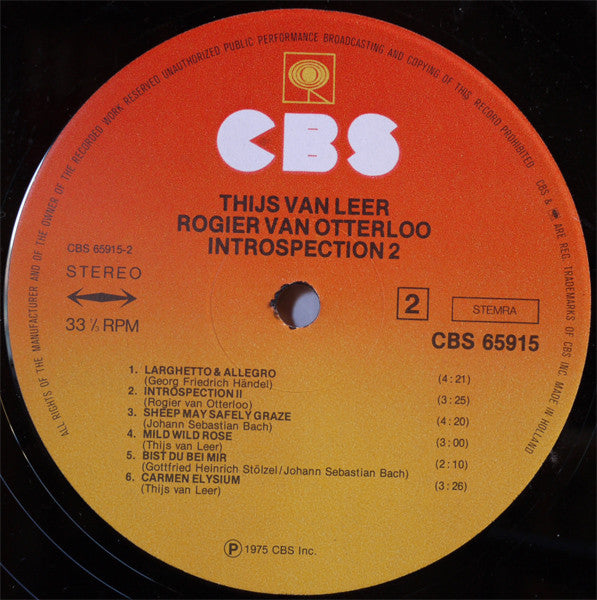 ALL RIGHTS OF THE MANUFACTURER AND OF THE OWNER OF THE RECORDED WORK RESERVED UNAUTHORIZED PUBLIC PERFORMANCE BROADCASTING AND COPYING OF THIS RECORD PROHIBITED
CBS & ARE REG. TRADEMARKS OF CBS INC. MADE IN HOLLAND
CBS
THIJS VAN LEER
ROGIER VAN OTTERLOO
INTROSPECTION 2
CBS 65915-2
STEREO
33 ⅓ RPM
2
STEMRA
CBS 65915
1. LARGHETTO & ALLEGRO
(Georg Friedrich Händel) (4 : 21)
2. INTROSPECTION II
(Rogier van Otterloo) (3 : 25)
3. SHEEP MAY SAFELY GRAZE
(Johann Sebastian Bach) (4 : 20)
4. MILD WILD ROSE
(Thijs van Leer) (3 : 00)
5. BIST DU BEI MIR
(Gottfried Heinrich Stölzel/Johann Sebastian Bach) (2 : 10)
6. CARMEN ELYSIUM
(Thijs van Leer) (3 : 26)
℗ 1975 CBS Inc.